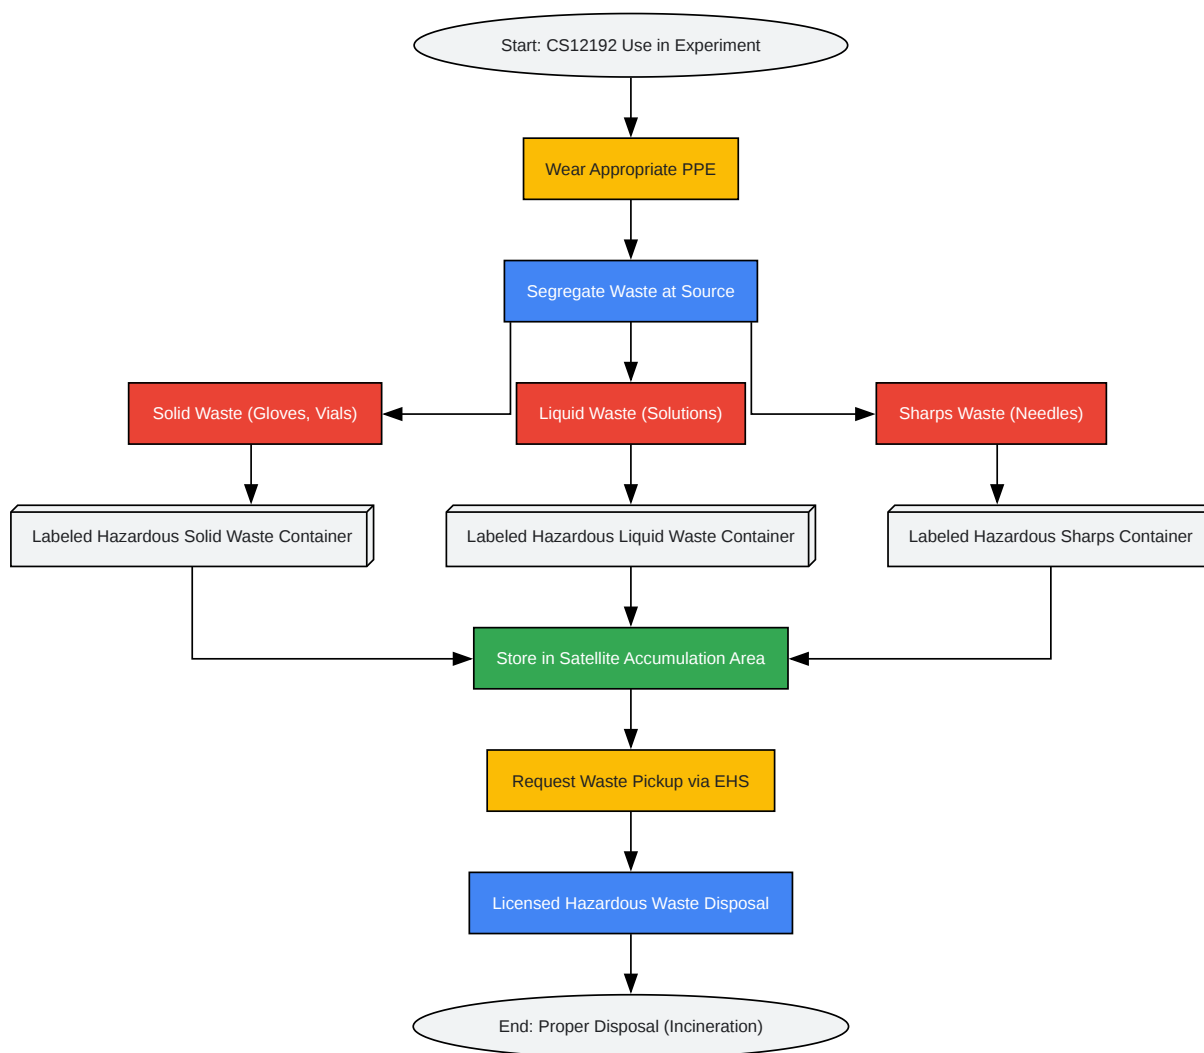 Start: CS12192 Use in Experiment
Wear Appropriate PPE
Segregate Waste at Source
Solid Waste (Gloves, Vials)
Liquid Waste (Solutions)
Sharps Waste (Needles)
Labeled Hazardous Solid Waste Container
Labeled Hazardous Liquid Waste Container
Labeled Hazardous Sharps Container
Store in Satellite Accumulation Area
Request Waste Pickup via EHS
Licensed Hazardous Waste Disposal
End: Proper Disposal (Incineration)